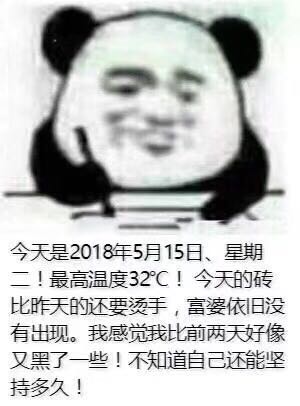 今天是2018年5月15日、星期
二！最高温度32℃！ 今天的砖
比昨天的还要烫手，富婆依旧没
有出现。我感觉我比前两天好像
又黑了一些！不知道自己还能坚
持多久！